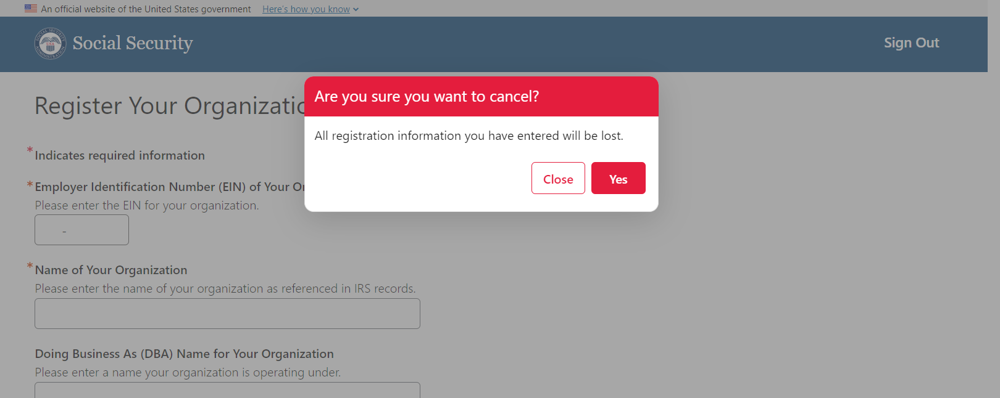 An official website of the United States government Here's how you know
Social Security
Sign Out
Register Your Organizatio
Are you sure you want to cancel?
All registration information you have entered will be lost.
Close
Yes
* Indicates required information
* Employer Identification Number (EIN) of Your Or
Please enter the EIN for your organization.
-
* Name of Your Organization
Please enter the name of your organization as referenced in IRS records.
Doing Business As (DBA) Name for Your Organization
Please enter a name your organization is operating under.